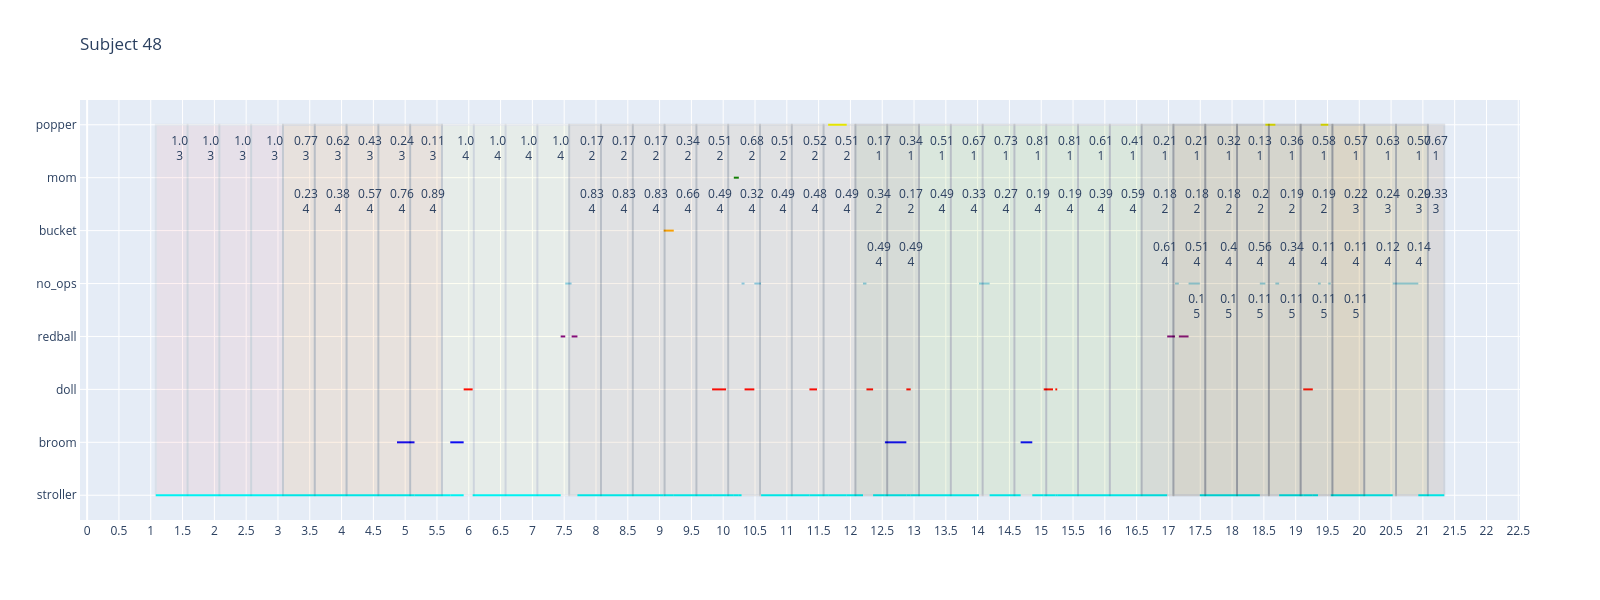 Subject 48
popper
1.0 1.0 1.0 1.0 0.77 0.62 0.43 0.24 0.11 1.0 1.0 1.0 1.0 0.17 0.17 0.17 0.34 0.51 0.68 0.51 0.52 0.51 0.17 0.34 0.51 0.67 0.73 0.81 0.81 0.61 0.41 0.21 0.21 0.32 0.13 0.36 0.58 0.57 0.63 0.50 0.67
3 3 3 3 3 3 3 3 3 4 4 4 4 2 2 2 2 2 2 2 2 2 1 1 1 1 1 1 1 1 1 1 1 1 1 1 1 1 1 1 1
mom
0.23 0.38 0.57 0.76 0.89 0.83 0.83 0.83 0.66 0.49 0.32 0.49 0.48 0.49 0.34 0.17 0.49 0.33 0.27 0.19 0.19 0.39 0.59 0.18 0.18 0.18 0.2 0.19 0.19 0.22 0.24 0.29 0.33
4 4 4 4 4 4 4 4 4 4 4 4 4 4 2 2 4 4 4 4 4 4 4 2 2 2 2 2 2 3 3 3 3
bucket
0.49 0.49 0.61 0.51 0.4 0.56 0.34 0.11 0.11 0.12 0.14
4 4 4 4 4 4 4 4 4 4 4
no_ops
0.1 0.1 0.11 0.11 0.11 0.11
5 5 5 5 5 5
redball
doll
broom
stroller
0 0.5 1 1.5 2 2.5 3 3.5 4 4.5 5 5.5 6 6.5 7 7.5 8 8.5 9 9.5 10 10.5 11 11.5 12 12.5 13 13.5 14 14.5 15 15.5 16 16.5 17 17.5 18 18.5 19 19.5 20 20.5 21 21.5 22 22.5